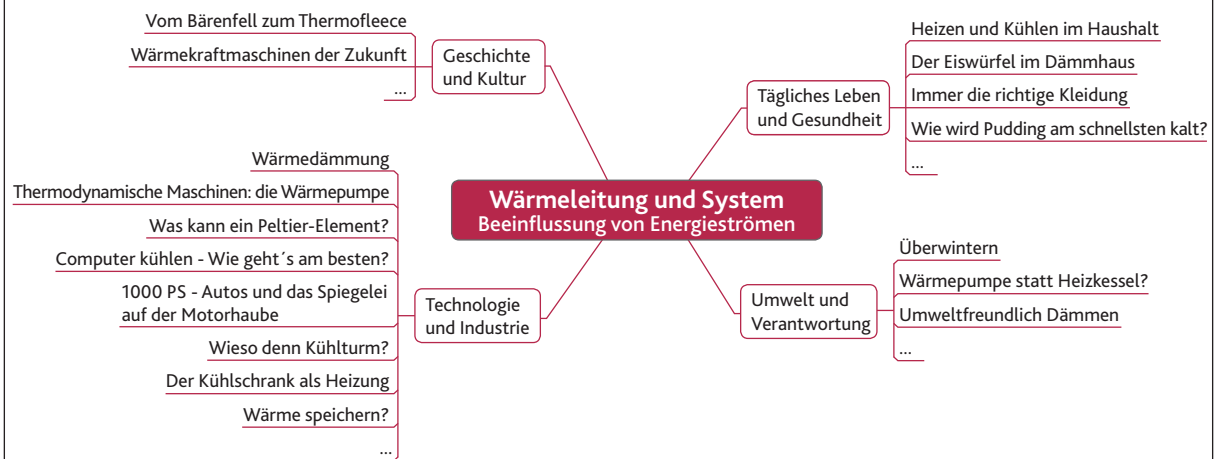 Vom Bärenfell zum Thermofleece
Wärmekraftmaschinen der Zukunft
...
Geschichte
und Kultur
Heizen und Kühlen im Haushalt
Der Eiswürfel im Dämmhaus
Immer die richtige Kleidung
Wie wird Pudding am schnellsten kalt?
...
Tägliches Leben
und Gesundheit
Wärmeleitung und System
Beeinflussung von Energieströmen
Wärmedämmung
Thermodynamische Maschinen: die Wärmepumpe
Was kann ein Peltier-Element?
Computer kühlen - Wie geht´s am besten?
1000 PS - Autos und das Spiegelei
auf der Motorhaube
Wieso denn Kühlturm?
Der Kühlschrank als Heizung
Wärme speichern?
...
Technologie
und Industrie
Umwelt und
Verantwortung
Überwintern
Wärmepumpe statt Heizkessel?
Umweltfreundlich Dämmen
...